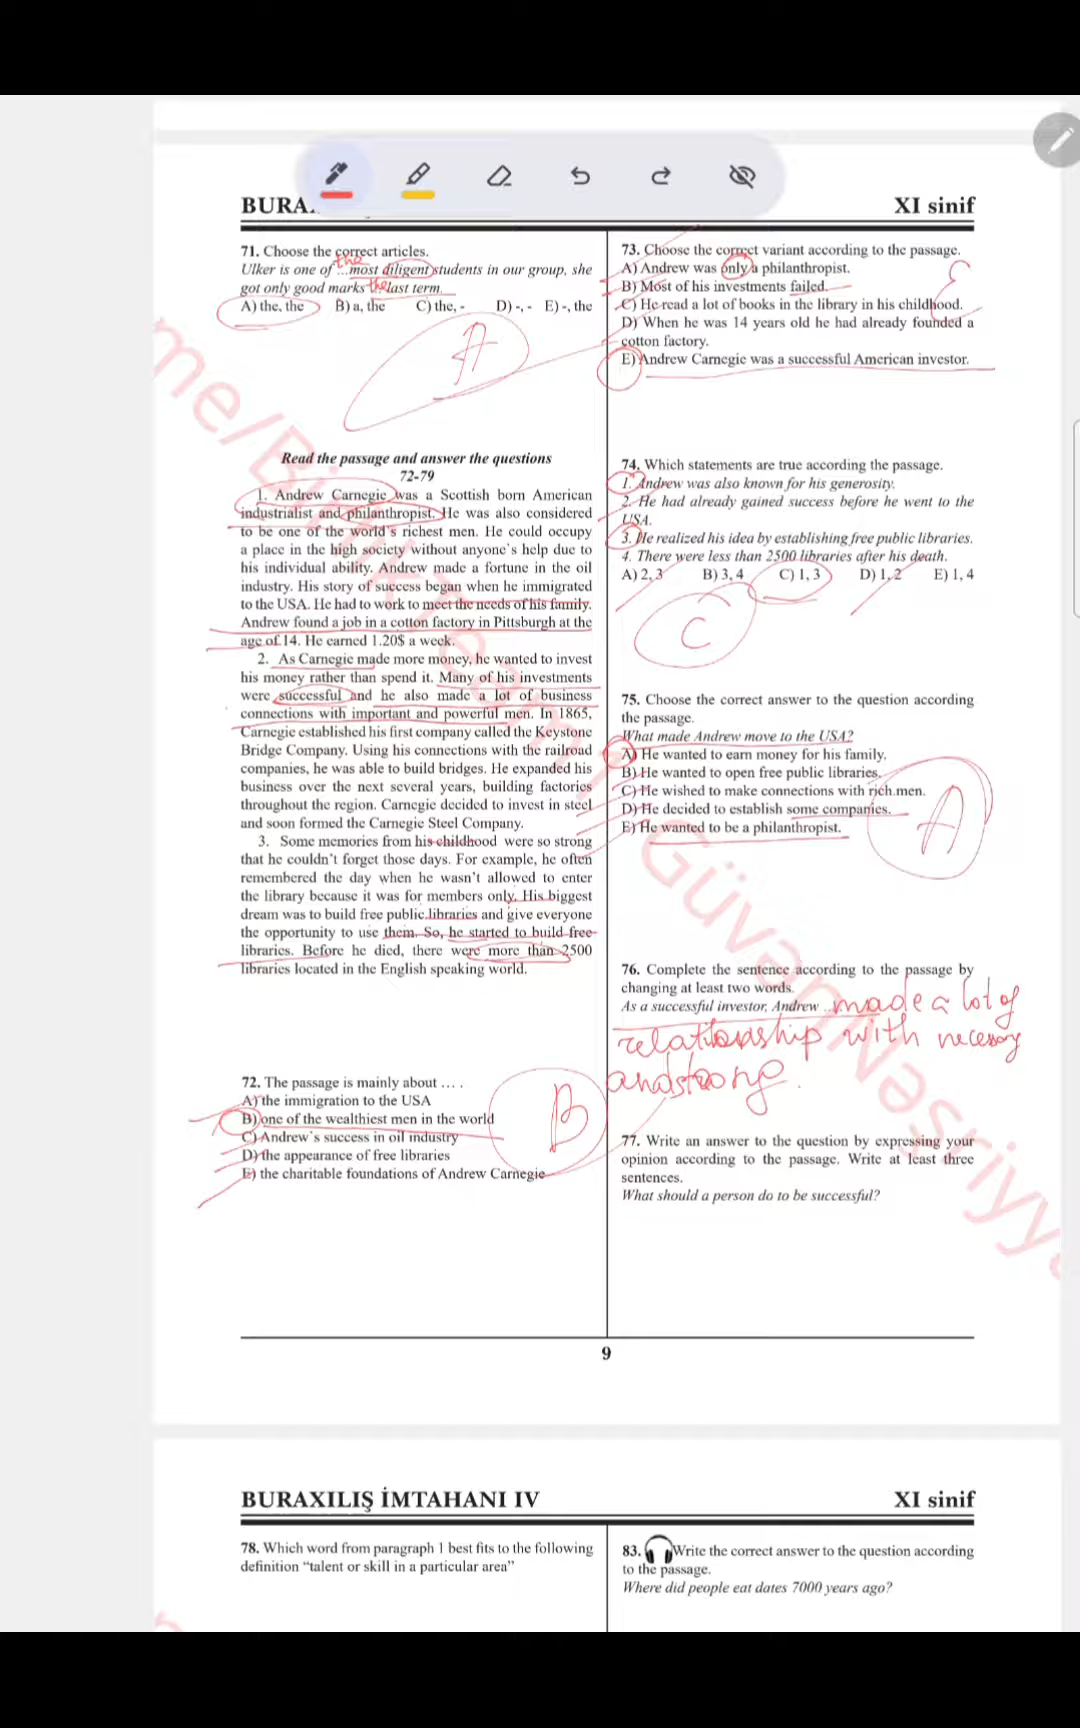 BURA
XI sinif
71. Choose the correct articles.
the
Ulker is one of ...most diligent students in our group, she
got only good marks the last term.
A) the, the B) a, the C) the, - D) -, - E) -, the
A
Read the passage and answer the questions
72-79
1. Andrew Carnegie was a Scottish born American
industrialist and philanthropist. He was also considered
to be one of the world's richest men. He could occupy
a place in the high society without anyone's help due to
his individual ability. Andrew made a fortune in the oil
industry. His story of success began when he immigrated
to the USA. He had to work to meet the needs of his family.
Andrew found a job in a cotton factory in Pittsburgh at the
age of 14. He earned 1.20$ a week.
2. As Carnegie made more money, he wanted to invest
his money rather than spend it. Many of his investments
were successful and he also made a lot of business
connections with important and powerful men. In 1865,
Carnegie established his first company called the Keystone
Bridge Company. Using his connections with the railroad
companies, he was able to build bridges. He expanded his
business over the next several years, building factories
throughout the region. Carnegie decided to invest in steel
and soon formed the Carnegie Steel Company.
3. Some memories from his childhood were so strong
that he couldn't forget those days. For example, he often
remembered the day when he wasn't allowed to enter
the library because it was for members only. His biggest
dream was to build free public libraries and give everyone
the opportunity to use them. So, he started to build free
libraries. Before he died, there were more than 2500
libraries located in the English speaking world.
72. The passage is mainly about … .
A) the immigration to the USA
B) one of the wealthiest men in the world
C) Andrew's success in oil industry
D) the appearance of free libraries
E) the charitable foundations of Andrew Carnegie
B
73. Choose the correct variant according to the passage.
A) Andrew was only a philanthropist.
B) Most of his investments failed.
C) He read a lot of books in the library in his childhood.
D) When he was 14 years old he had already founded a
cotton factory.
E) Andrew Carnegie was a successful American investor.
E
74. Which statements are true according the passage.
1. Andrew was also known for his generosity.
2. He had already gained success before he went to the
USA.
3. He realized his idea by establishing free public libraries.
4. There were less than 2500 libraries after his death.
A) 2, 3 B) 3, 4 C) 1, 3 D) 1, 2 E) 1, 4
C
75. Choose the correct answer to the question according
the passage.
What made Andrew move to the USA?
A) He wanted to earn money for his family.
B) He wanted to open free public libraries.
C) He wished to make connections with rich men.
D) He decided to establish some companies.
E) He wanted to be a philanthropist.
A
76. Complete the sentence according to the passage by
changing at least two words.
As a successful investor, Andrew ...made a lot of
relationship with necessary
and strong.
77. Write an answer to the question by expressing your
opinion according to the passage. Write at least three
sentences.
What should a person do to be successful?
9
BURAXILIŞ İMTAHANI IV
XI sinif
78. Which word from paragraph 1 best fits to the following
definition “talent or skill in a particular area”
83. Write the correct answer to the question according
to the passage.
Where did people eat dates 7000 years ago?